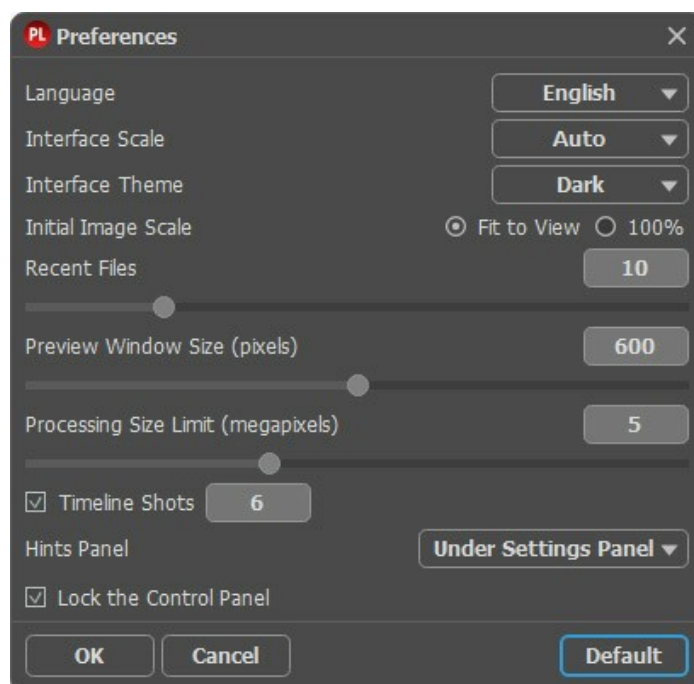 PL Preferences
Language English
Interface Scale Auto
Interface Theme Dark
Initial Image Scale Fit to View 100%
Recent Files 10
Preview Window Size (pixels) 600
Processing Size Limit (megapixels) 5
Timeline Shots 6
Hints Panel Under Settings Panel
Lock the Control Panel
OK Cancel Default